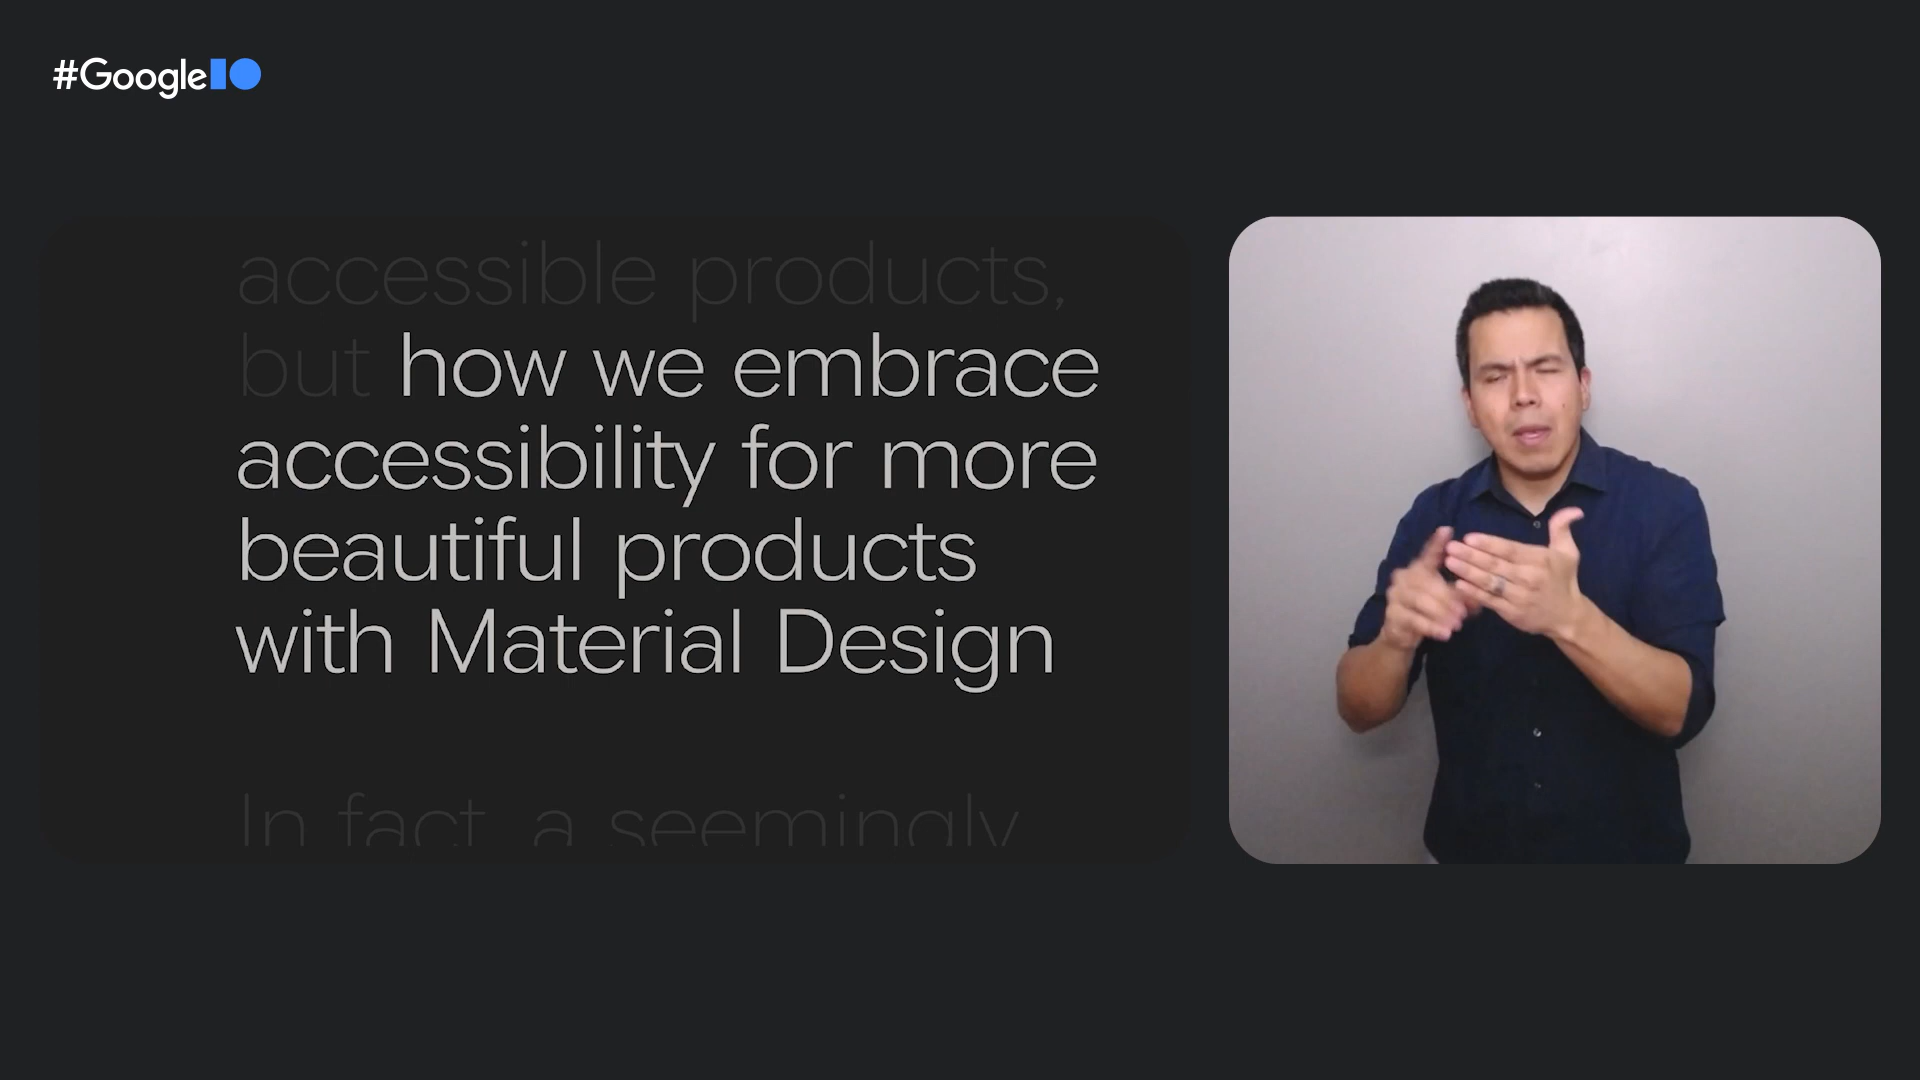 #GoogleIO
accessible products,
but how we embrace
accessibility for more
beautiful products
with Material Design
In fact, a seemingly